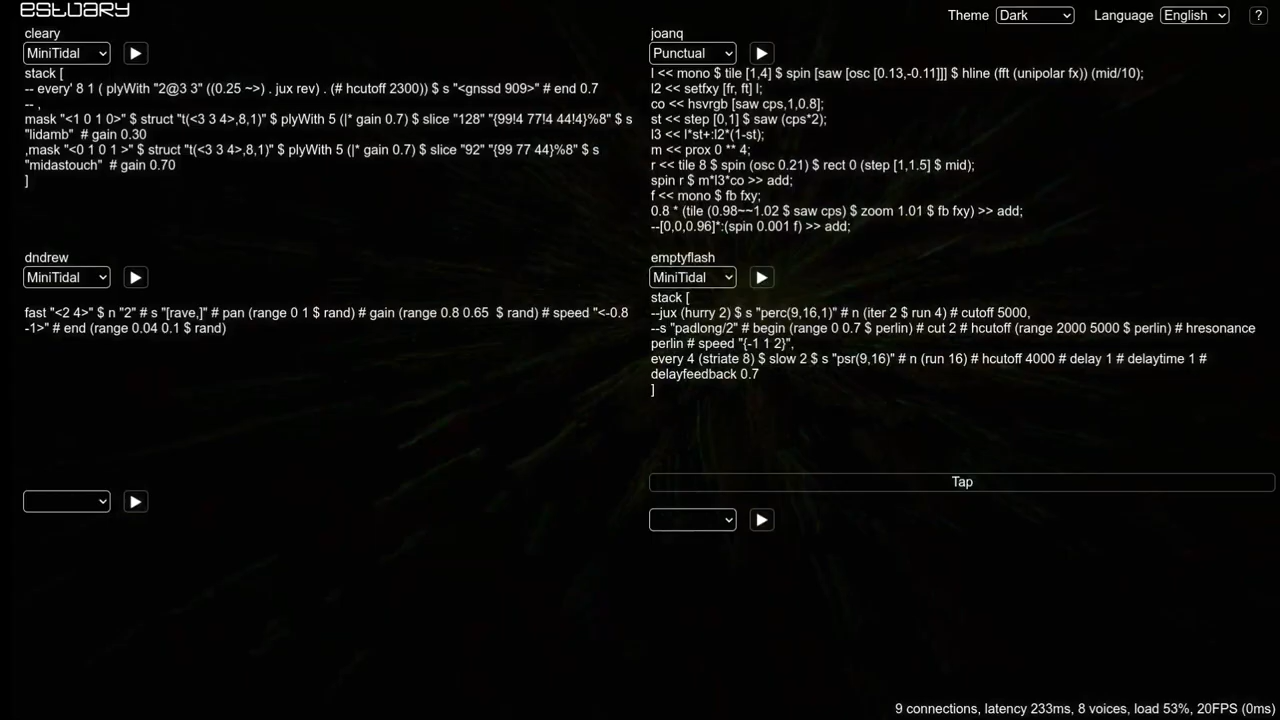 estuary
Theme Dark Language English ?
cleary
MiniTidal
stack [
-- every' 8 1 ( plyWith "2@3 3" ((0.25 ~>) . jux rev) . (# hcutoff 2300)) $ s "<gnssd 909>" # end 0.7
-- ,
mask "<1 0 1 0>" $ struct "t(<3 3 4>,8,1)" $ plyWith 5 (|* gain 0.7) $ slice "128" "{99!4 77!4 44!4}%8" $ s
"lidamb"  # gain 0.30
,mask "<0 1 0 1 >" $ struct "t(<3 3 4>,8,1)" $ plyWith 5 (|* gain 0.7) $ slice "92" "{99 77 44}%8" $ s
"midastouch"  # gain 0.70
]
joanq
Punctual
l << mono $ tile [1,4] $ spin [saw [osc [0.13,-0.11]]] $ hline (fft (unipolar fx)) (mid/10);
l2 << setfxy [fr, ft] l;
co << hsvrgb [saw cps,1,0.8];
st << step [0,1] $ saw (cps*2);
l3 << l*st+:l2*(1-st);
m << prox 0 ** 4;
r << tile 8 $ spin (osc 0.21) $ rect 0 (step [1,1.5] $ mid);
spin r $ m*l3*co >> add;
f << mono $ fb fxy;
0.8 * (tile (0.98~~1.02 $ saw cps) $ zoom 1.01 $ fb fxy) >> add;
--[0,0,0.96]*:(spin 0.001 f) >> add;
dndrew
MiniTidal
fast "<2 4>" $ n "2" # s "[rave,]" # pan (range 0 1 $ rand) # gain (range 0.8 0.65  $ rand) # speed "<-0.8
-1>" # end (range 0.04 0.1 $ rand)
emptyflash
MiniTidal
stack [
--jux (hurry 2) $ s "perc(9,16,1)" # n (iter 2 $ run 4) # cutoff 5000,
--s "padlong/2" # begin (range 0 0.7 $ perlin) # cut 2 # hcutoff (range 2000 5000 $ perlin) # hresonance
perlin # speed "{-1 1 2}",
every 4 (striate 8) $ slow 2 $ s "psr(9,16)" # n (run 16) # hcutoff 4000 # delay 1 # delaytime 1 #
delayfeedback 0.7
]
Tap
9 connections, latency 233ms, 8 voices, load 53%, 20FPS (0ms)